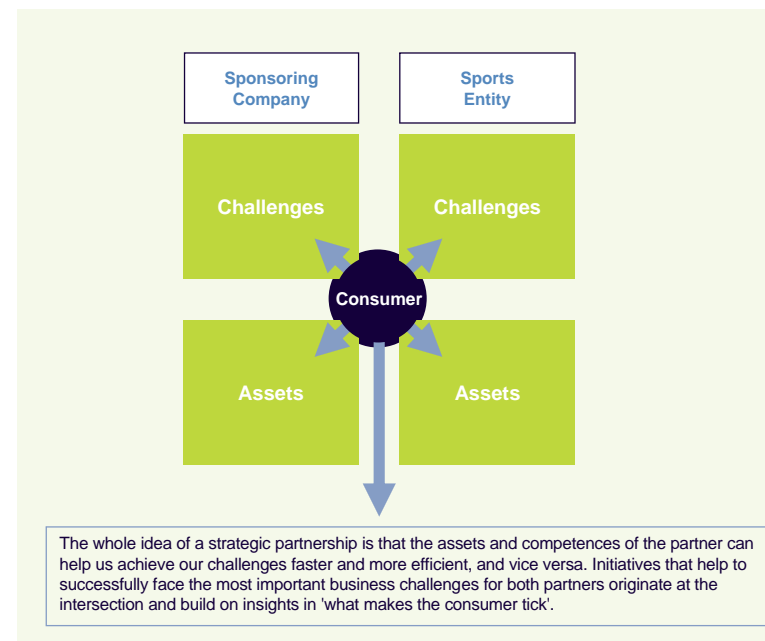 Sponsoring
Company
Sports
Entity
Challenges
Challenges
Consumer
Assets
Assets
The whole idea of a strategic partnership is that the assets and competences of the partner can
help us achieve our challenges faster and more efficient, and vice versa. Initiatives that help to
successfully face the most important business challenges for both partners originate at the
intersection and build on insights in 'what makes the consumer tick'.